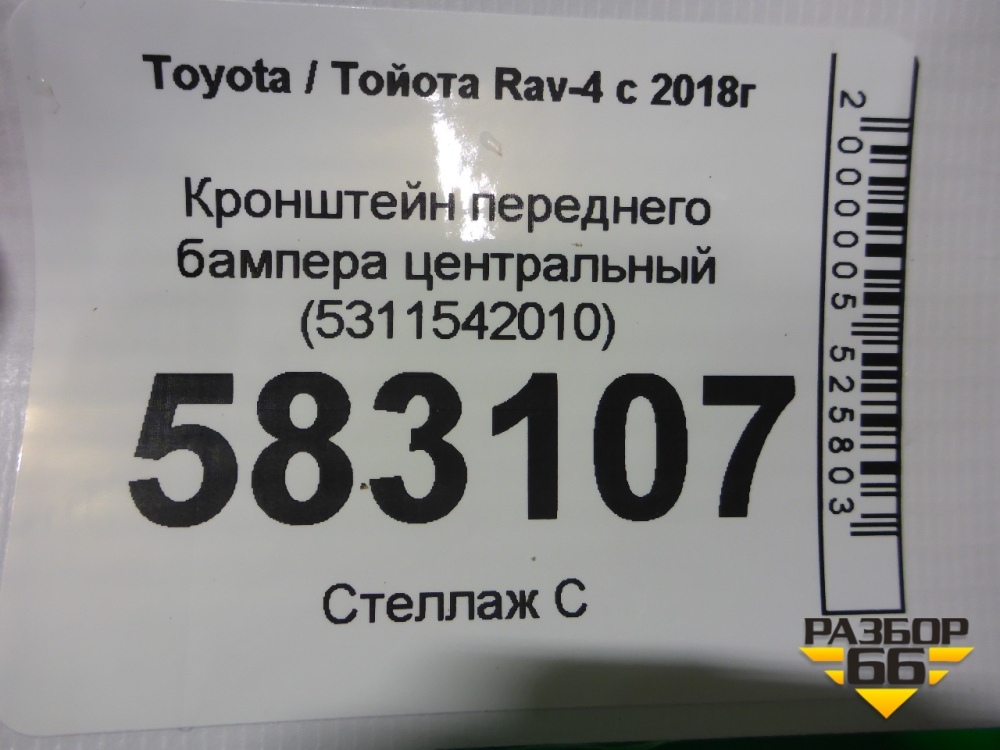 Toyota / Тойота Rav-4 с 2018г
Кронштейн переднего
бампера центральный
(5311542010)
583107
Стеллаж С
2000005525803
РАЗБОР
66